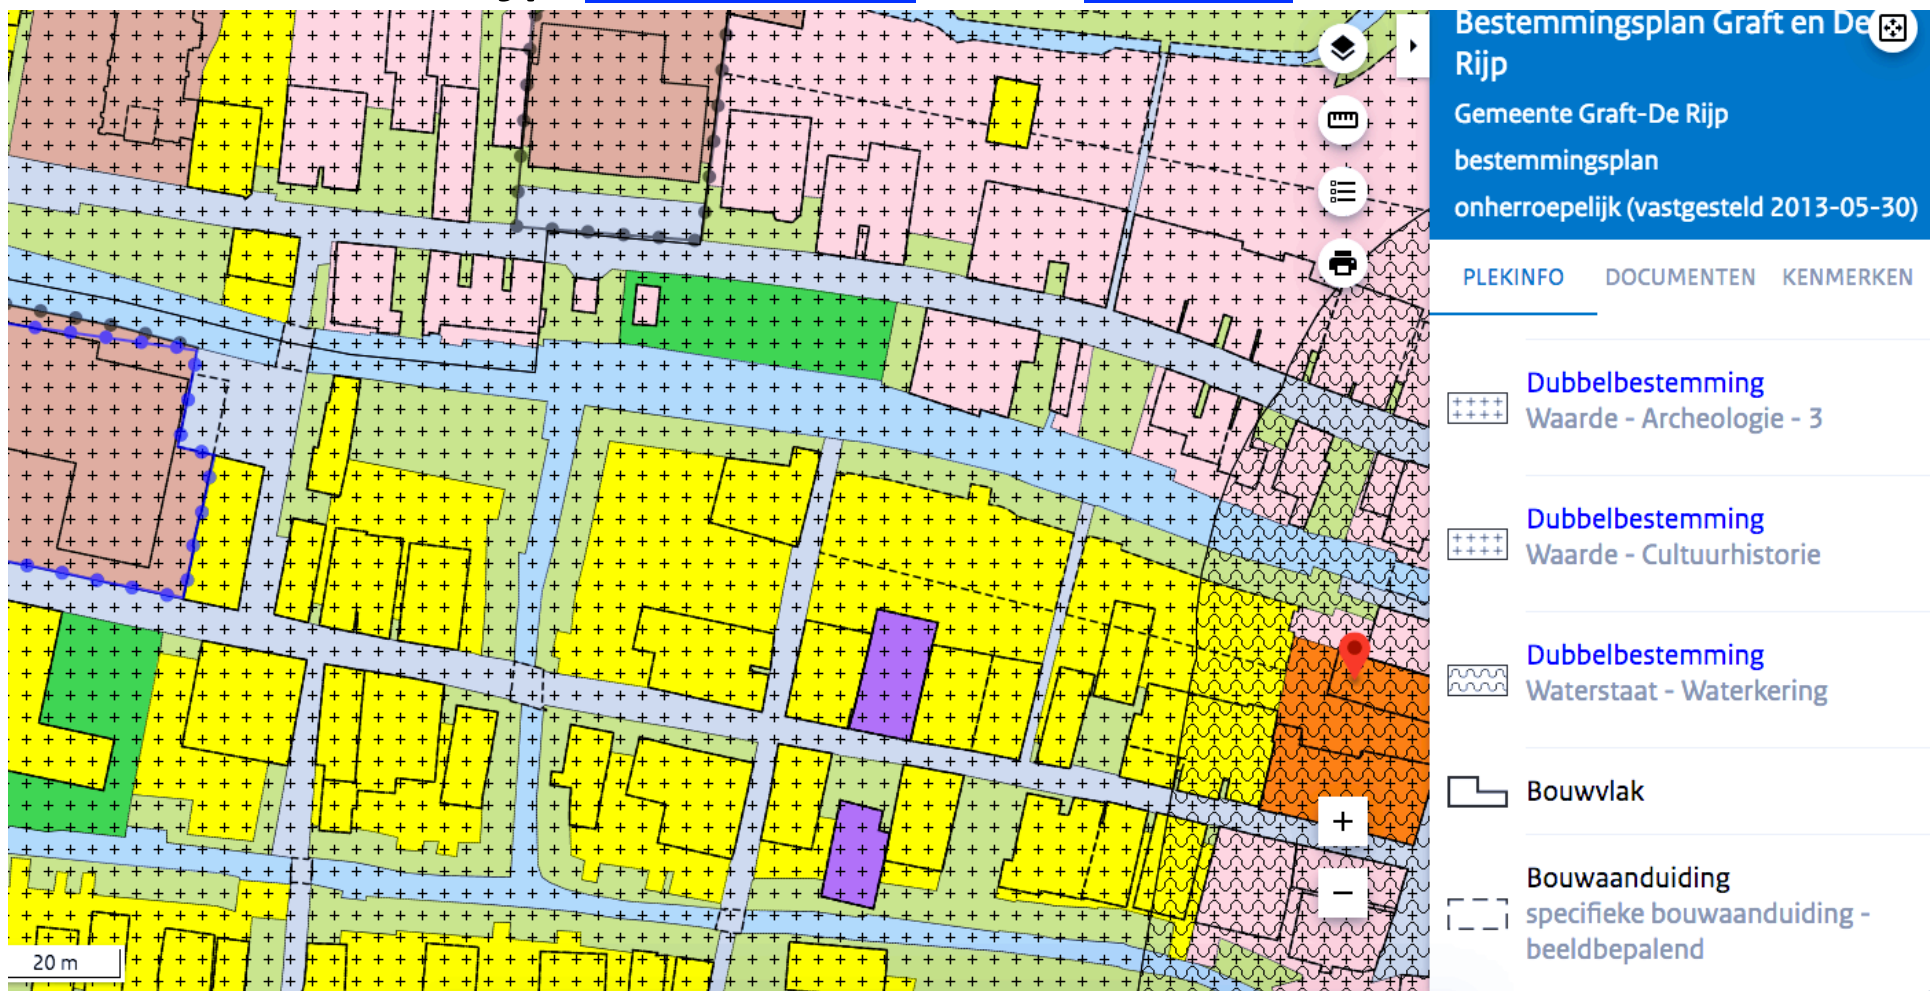 Bestemmingsplan Graft en De
Rijp
Gemeente Graft-De Rijp
bestemmingsplan
onherroepelijk (vastgesteld 2013-05-30)
PLEKINFO DOCUMENTEN KENMERKEN
Dubbelbestemming
Waarde - Archeologie - 3
Dubbelbestemming
Waarde - Cultuurhistorie
Dubbelbestemming
Waterstaat - Waterkering
Bouwvlak
Bouwaanduiding
specifieke bouwaanduiding -
beeldbepalend
+
−
20 m